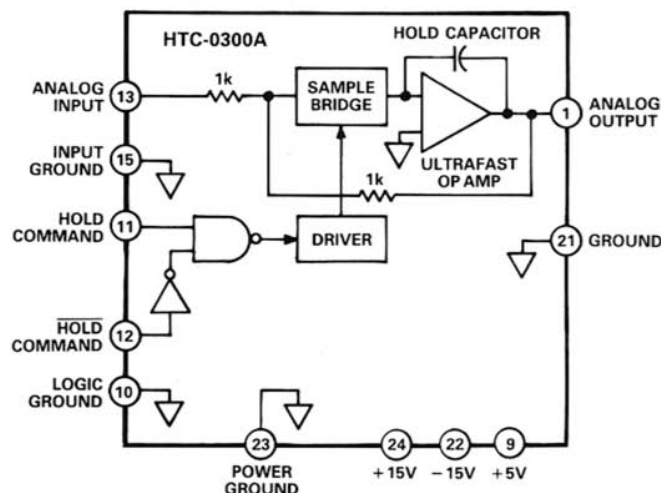 HTC-0300A
HOLD CAPACITOR
ANALOG
INPUT
13
1k
SAMPLE
BRIDGE
1
ANALOG
OUTPUT
INPUT
GROUND
15
ULTRAFAST
OP AMP
1k
HOLD
COMMAND
11
DRIVER
21
GROUND
HOLD
COMMAND
12
LOGIC
GROUND
10
23
POWER
GROUND
24
+15V
22
−15V
9
+5V